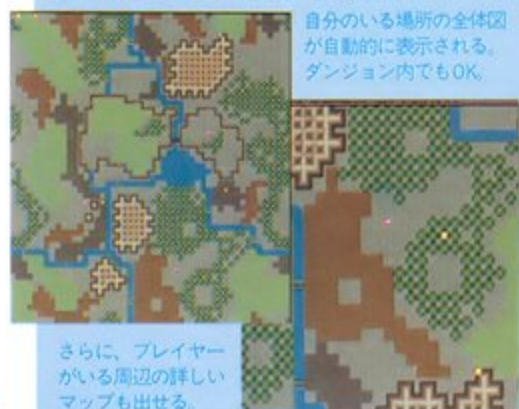 自分のいる場所の全体図
が自動的に表示される。
ダンジョン内でもOK。
さらに、プレイヤー
がいる周辺の詳しい
マップも出せる。